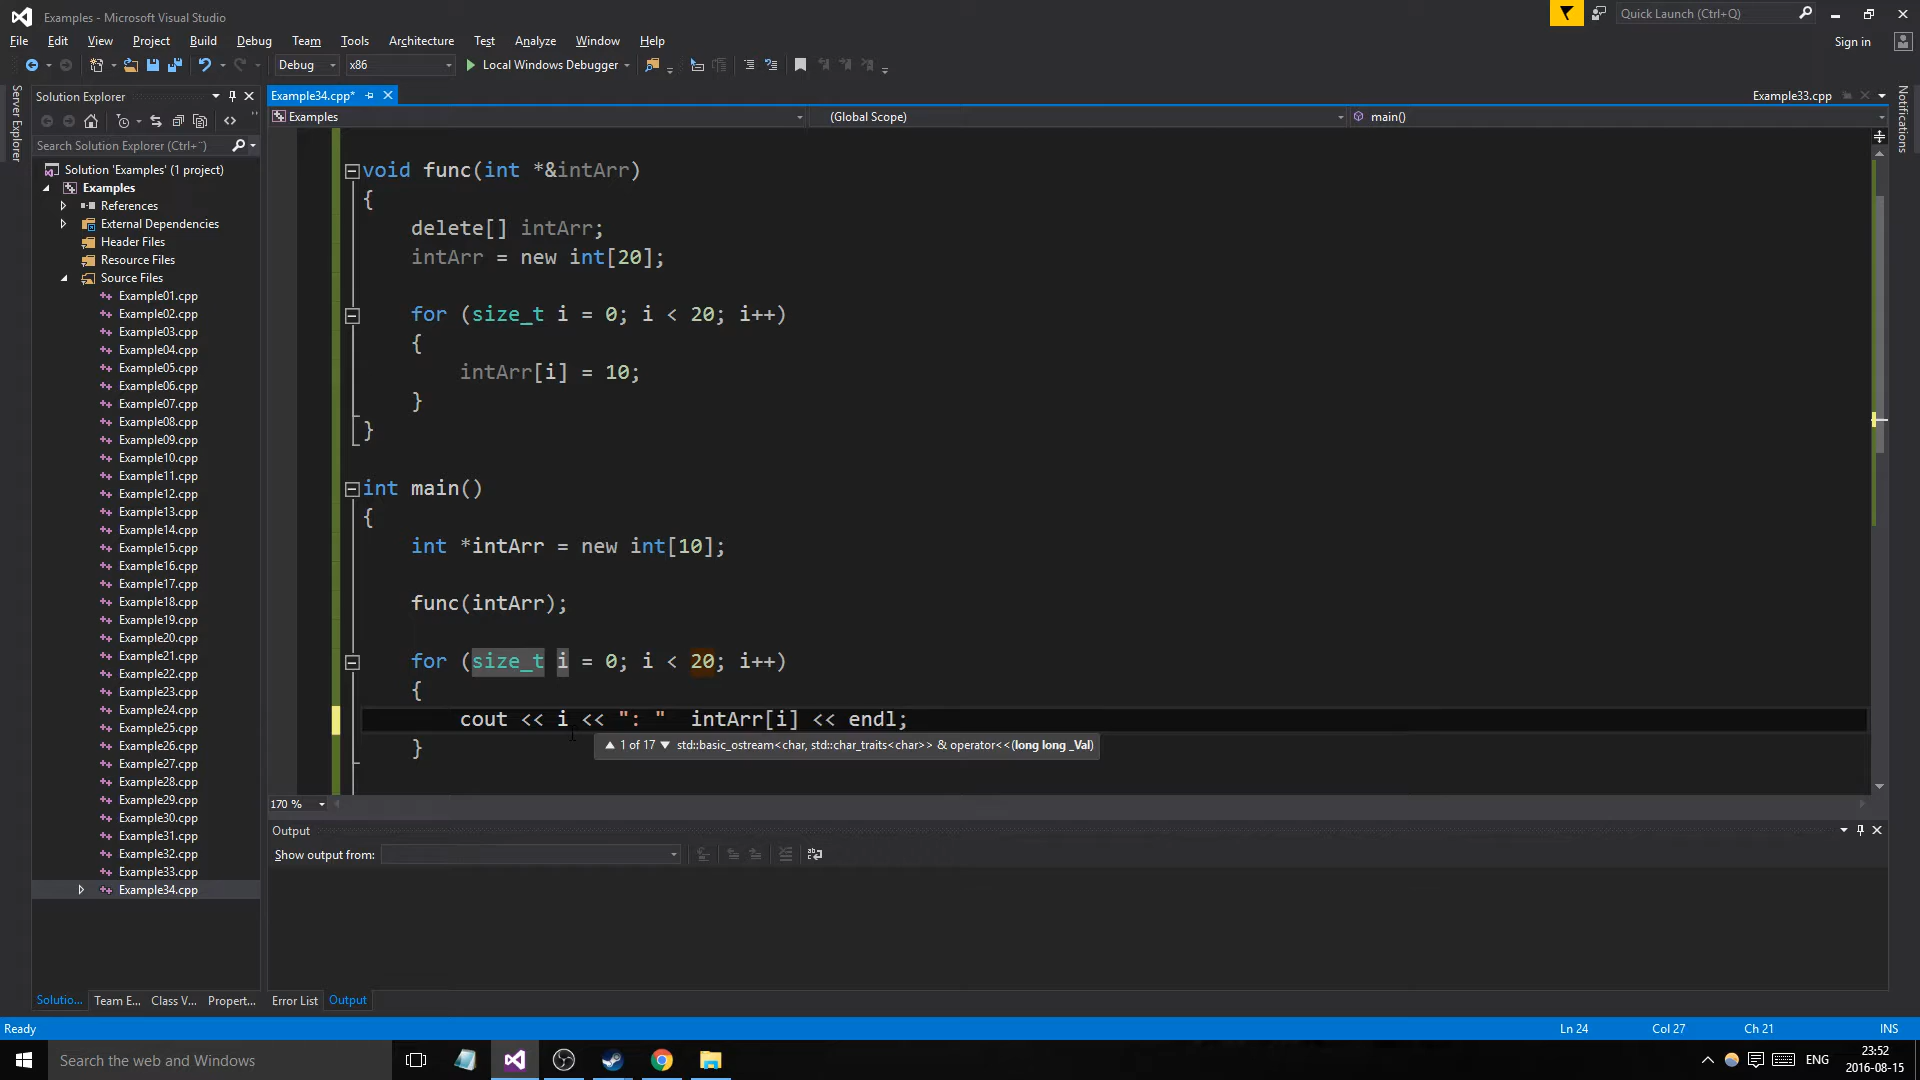 Examples - Microsoft Visual Studio
Quick Launch (Ctrl+Q)
File Edit View Project Build Debug Team Tools Architecture Test Analyze Window Help
Sign in
Debug x86 Local Windows Debugger
Server Explorer
Solution Explorer
Example34.cpp*
Example33.cpp
Notifications
Examples
(Global Scope)
main()
Search Solution Explorer (Ctrl+¨)
Solution 'Examples' (1 project)
Examples
References
External Dependencies
Header Files
Resource Files
Source Files
Example01.cpp
Example02.cpp
Example03.cpp
Example04.cpp
Example05.cpp
Example06.cpp
Example07.cpp
Example08.cpp
Example09.cpp
Example10.cpp
Example11.cpp
Example12.cpp
Example13.cpp
Example14.cpp
Example15.cpp
Example16.cpp
Example17.cpp
Example18.cpp
Example19.cpp
Example20.cpp
Example21.cpp
Example22.cpp
Example23.cpp
Example24.cpp
Example25.cpp
Example26.cpp
Example27.cpp
Example28.cpp
Example29.cpp
Example30.cpp
Example31.cpp
Example32.cpp
Example33.cpp
Example34.cpp
Solutio... Team E... Class V... Propert...
void func(int *&intArr)
{
delete[] intArr;
intArr = new int[20];
for (size_t i = 0; i < 20; i++)
{
intArr[i] = 10;
}
}
int main()
{
int *intArr = new int[10];
func(intArr);
for (size_t i = 0; i < 20; i++)
{
cout << i << ": "  intArr[i] << endl;
▲ 1 of 17 ▼ std::basic_ostream<char, std::char_traits<char>> & operator<<(long long _Val)
}
170 %
Output
Show output from:
Error List Output
Ready
Ln 24 Col 27 Ch 21 INS
Search the web and Windows
ENG
23:52
2016-08-15